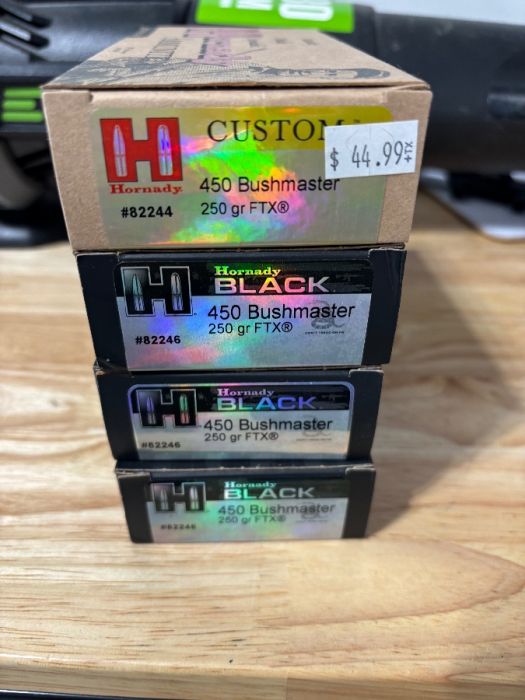 CUSTOM
$ 44.99 +TX
Hornady
450 Bushmaster
#82244
250 gr FTX®
Hornady
BLACK
450 Bushmaster
250 gr FTX®
#82246
Hornady
BLACK
450 Bushmaster
250 gr FTX®
#82246
Hornady
BLACK
450 Bushmaster
250 gr FTX®
#82246